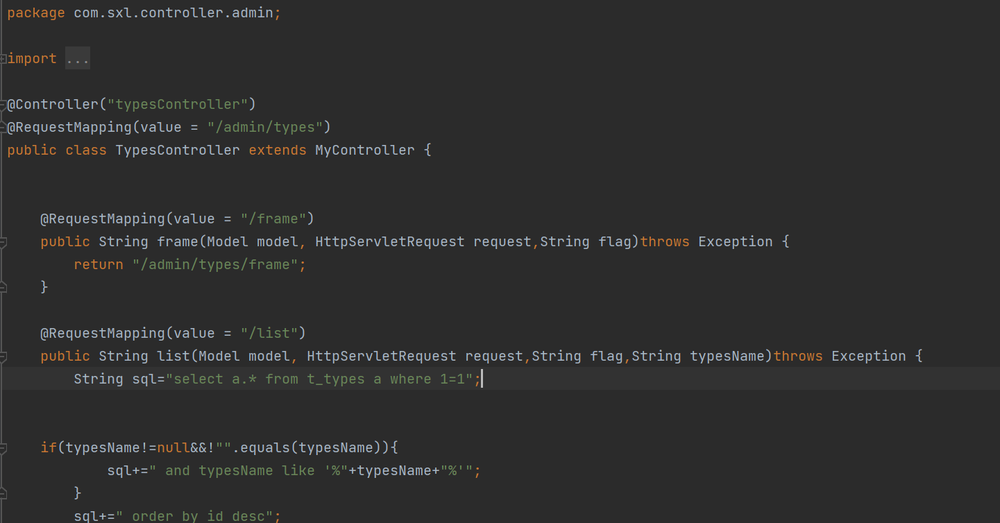 package com.sxl.controller.admin;
import ...
@Controller("typesController")
@RequestMapping(value = "/admin/types")
public class TypesController extends MyController {
@RequestMapping(value = "/frame")
public String frame(Model model, HttpServletRequest request,String flag)throws Exception {
return "/admin/types/frame";
}
@RequestMapping(value = "/list")
public String list(Model model, HttpServletRequest request,String flag,String typesName)throws Exception {
String sql="select a.* from t_types a where 1=1";
if(typesName!=null&&!"".equals(typesName)){
sql+=" and typesName like '%"+typesName+"%'";
}
sql+=" order by id desc";